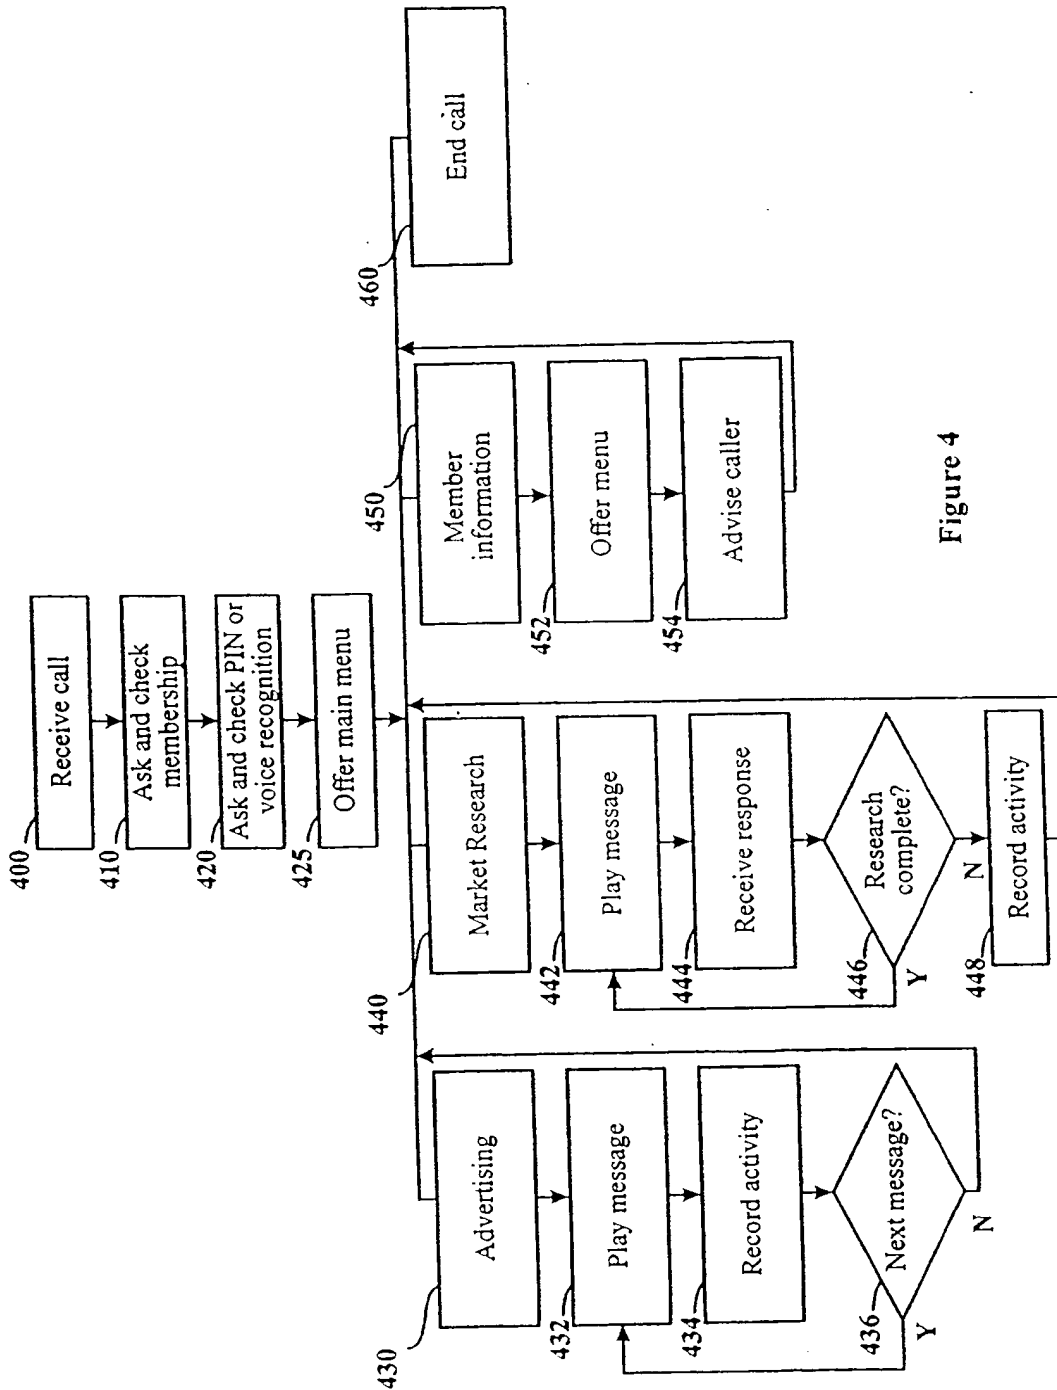 400
Receive call
410
Ask and check
membership
420
Ask and check PIN or
voice recognition
425
Offer main menu
430
Advertising
432
Play message
434
Record activity
436
Next message?
Y
N
440
Market Research
442
Play message
444
Receive response
446
Research
complete?
Y
N
448
Record activity
450
Member
information
452
Offer menu
454
Advise caller
460
End call
Figure 4